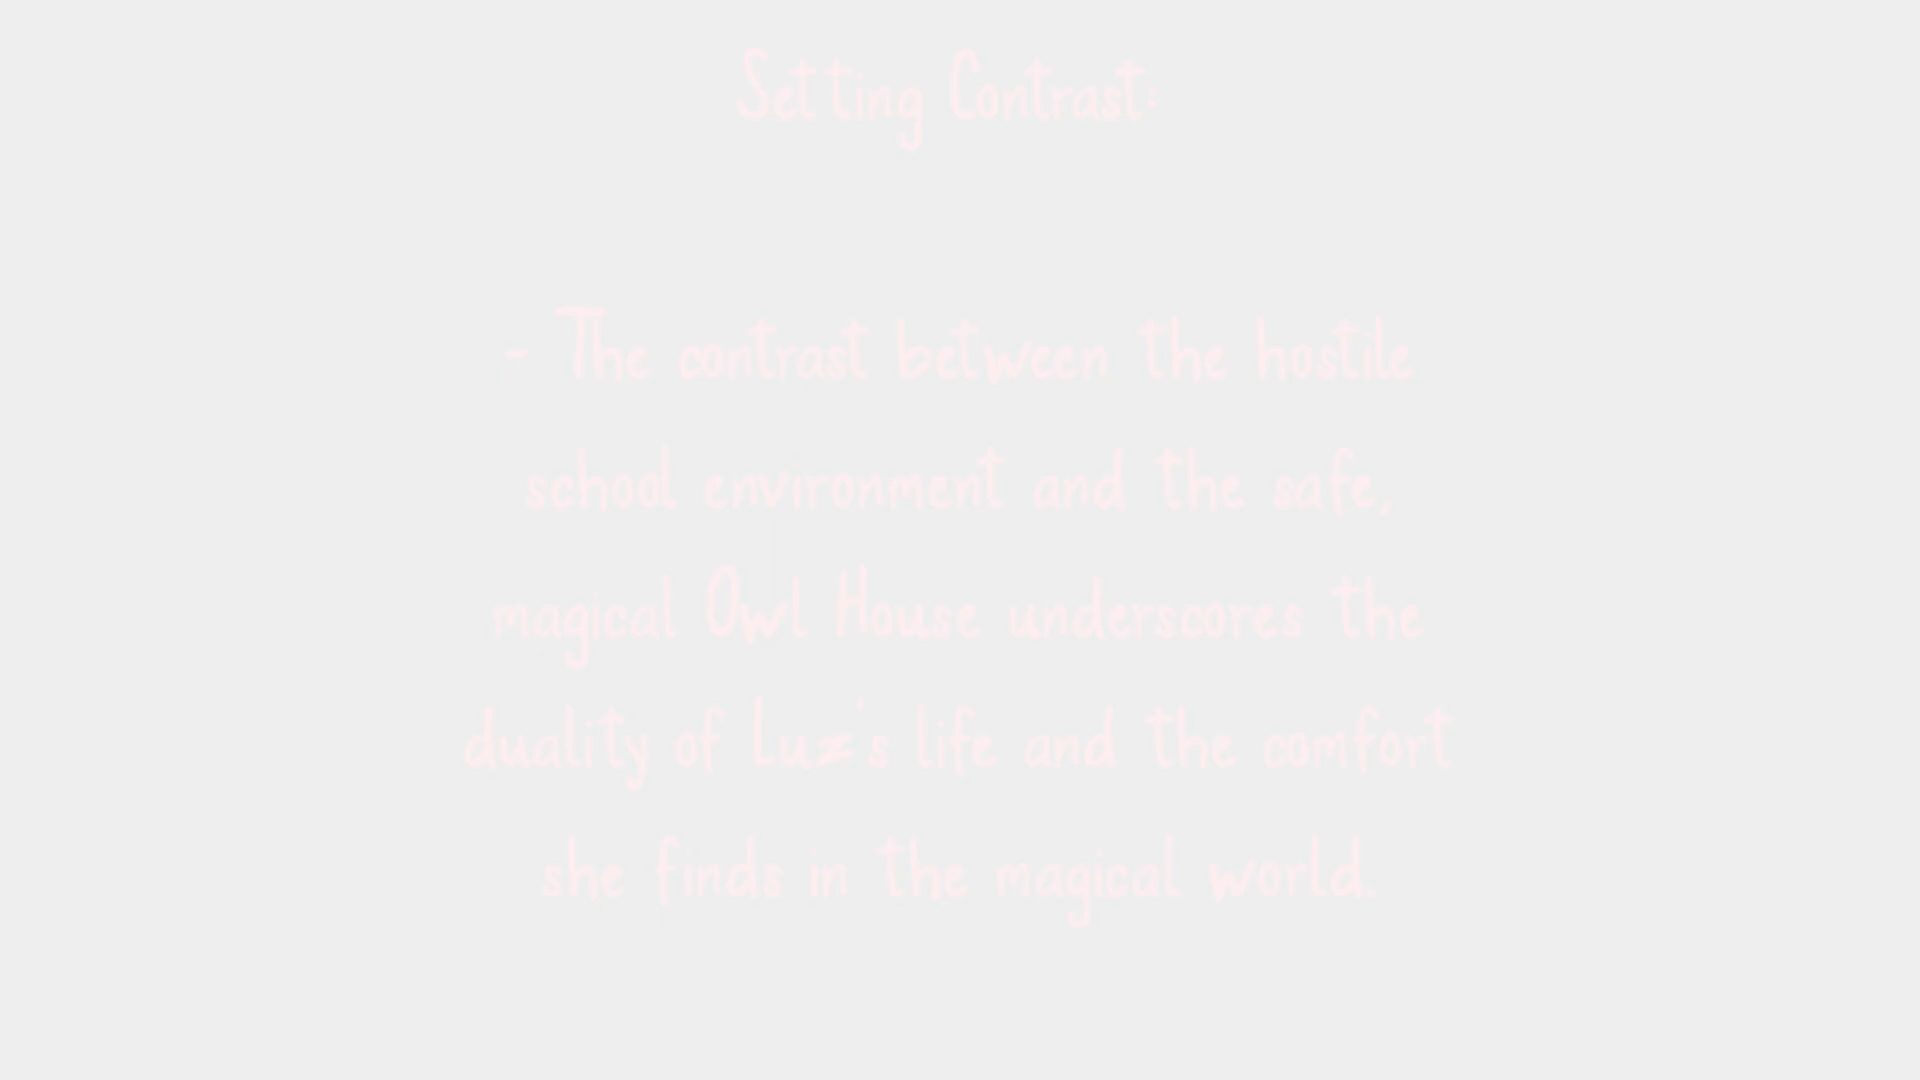 Setting Contrast:
- The contrast between the hostile
school environment and the safe,
magical Owl House underscores the
duality of Luz's life and the comfort
she finds in the magical world.